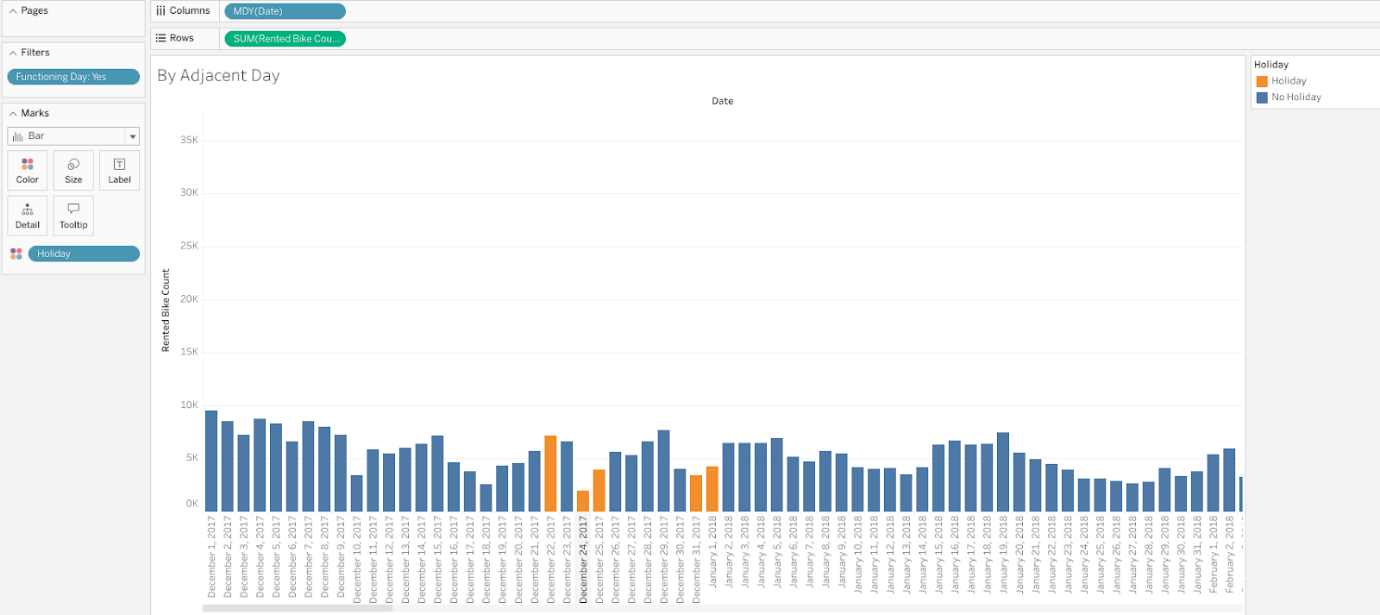 Pages
Columns
MDY(Date)
Rows
SUM(Rented Bike Cou...
Filters
Functioning Day: Yes
Marks
Bar
Color
Size
Label
Detail
Tooltip
Holiday
By Adjacent Day
Date
Rented Bike Count
35K
30K
25K
20K
15K
10K
5K
0K
December 1, 2017
December 2, 2017
December 3, 2017
December 4, 2017
December 5, 2017
December 6, 2017
December 7, 2017
December 8, 2017
December 9, 2017
December 10, 2017
December 11, 2017
December 12, 2017
December 13, 2017
December 14, 2017
December 15, 2017
December 16, 2017
December 17, 2017
December 18, 2017
December 19, 2017
December 20, 2017
December 21, 2017
December 22, 2017
December 23, 2017
December 24, 2017
December 25, 2017
December 26, 2017
December 27, 2017
December 28, 2017
December 29, 2017
December 30, 2017
December 31, 2017
January 1, 2018
January 2, 2018
January 3, 2018
January 4, 2018
January 5, 2018
January 6, 2018
January 7, 2018
January 8, 2018
January 9, 2018
January 10, 2018
January 11, 2018
January 12, 2018
January 13, 2018
January 14, 2018
January 15, 2018
January 16, 2018
January 17, 2018
January 18, 2018
January 19, 2018
January 20, 2018
January 21, 2018
January 22, 2018
January 23, 2018
January 24, 2018
January 25, 2018
January 26, 2018
January 27, 2018
January 28, 2018
January 29, 2018
January 30, 2018
January 31, 2018
February 1, 2018
February 2, 2018
Holiday
Holiday
No Holiday